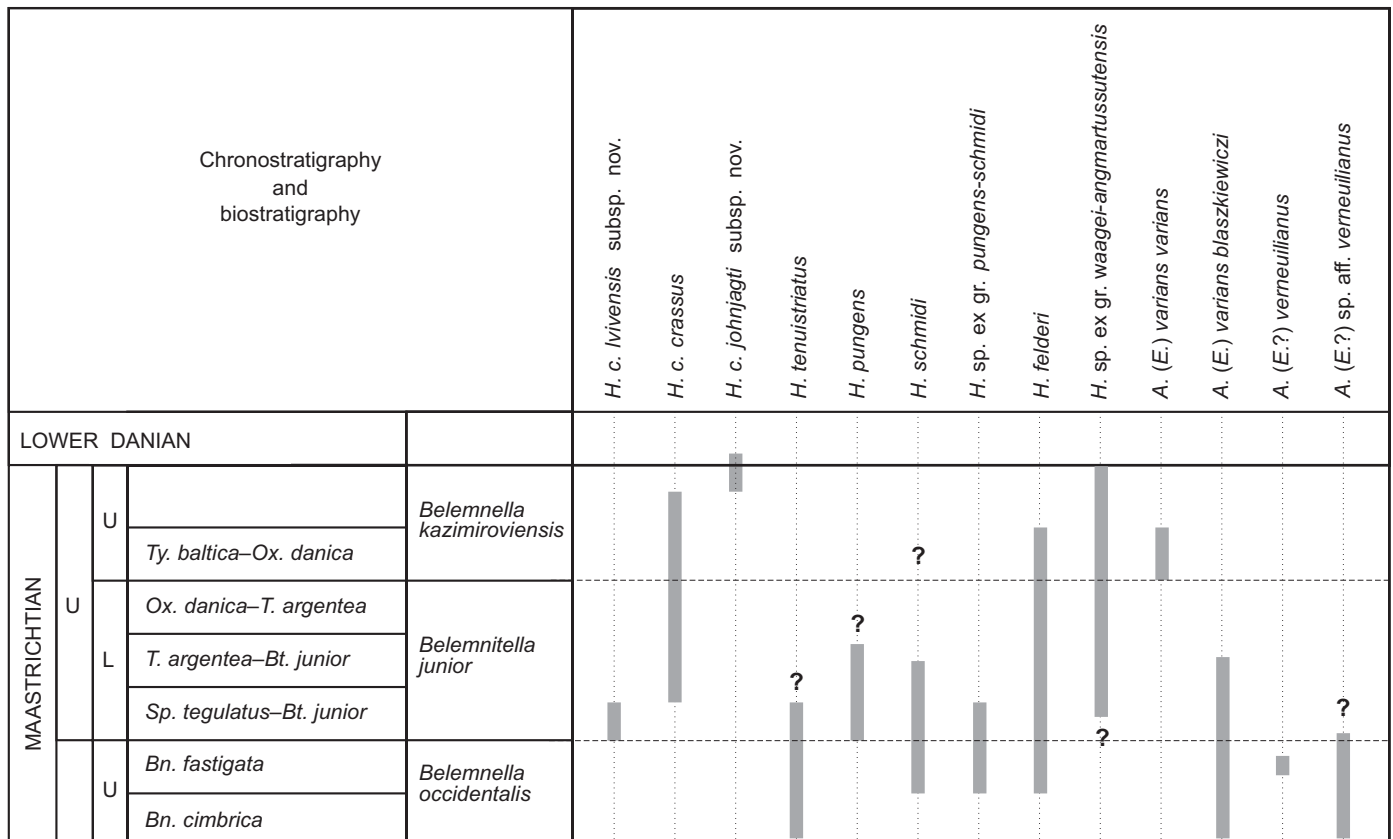 Chronostratigraphy
and
biostratigraphy
H. c. lvivensis subsp. nov.
H. c. crassus
H. c. johnjagti subsp. nov.
H. tenuistriatus
H. pungens
H. schmidi
H. sp. ex gr. pungens-schmidi
H. felderi
H. sp. ex gr. waagei-angmartussutensis
A. (E.) varians varians
A. (E.) varians blaszkiewiczi
A. (E.?) verneuilianus
A. (E.?) sp. aff. verneuilianus
LOWER DANIAN
MAASTRICHTIAN
U
U
Belemnella
kazimiroviensis
Ty. baltica–Ox. danica
?
L
Ox. danica–T. argentea
?
Belemnitella
junior
T. argentea–Bt. junior
?
Sp. tegulatus–Bt. junior
?
?
U
Bn. fastigata
Belemnella
occidentalis
Bn. cimbrica